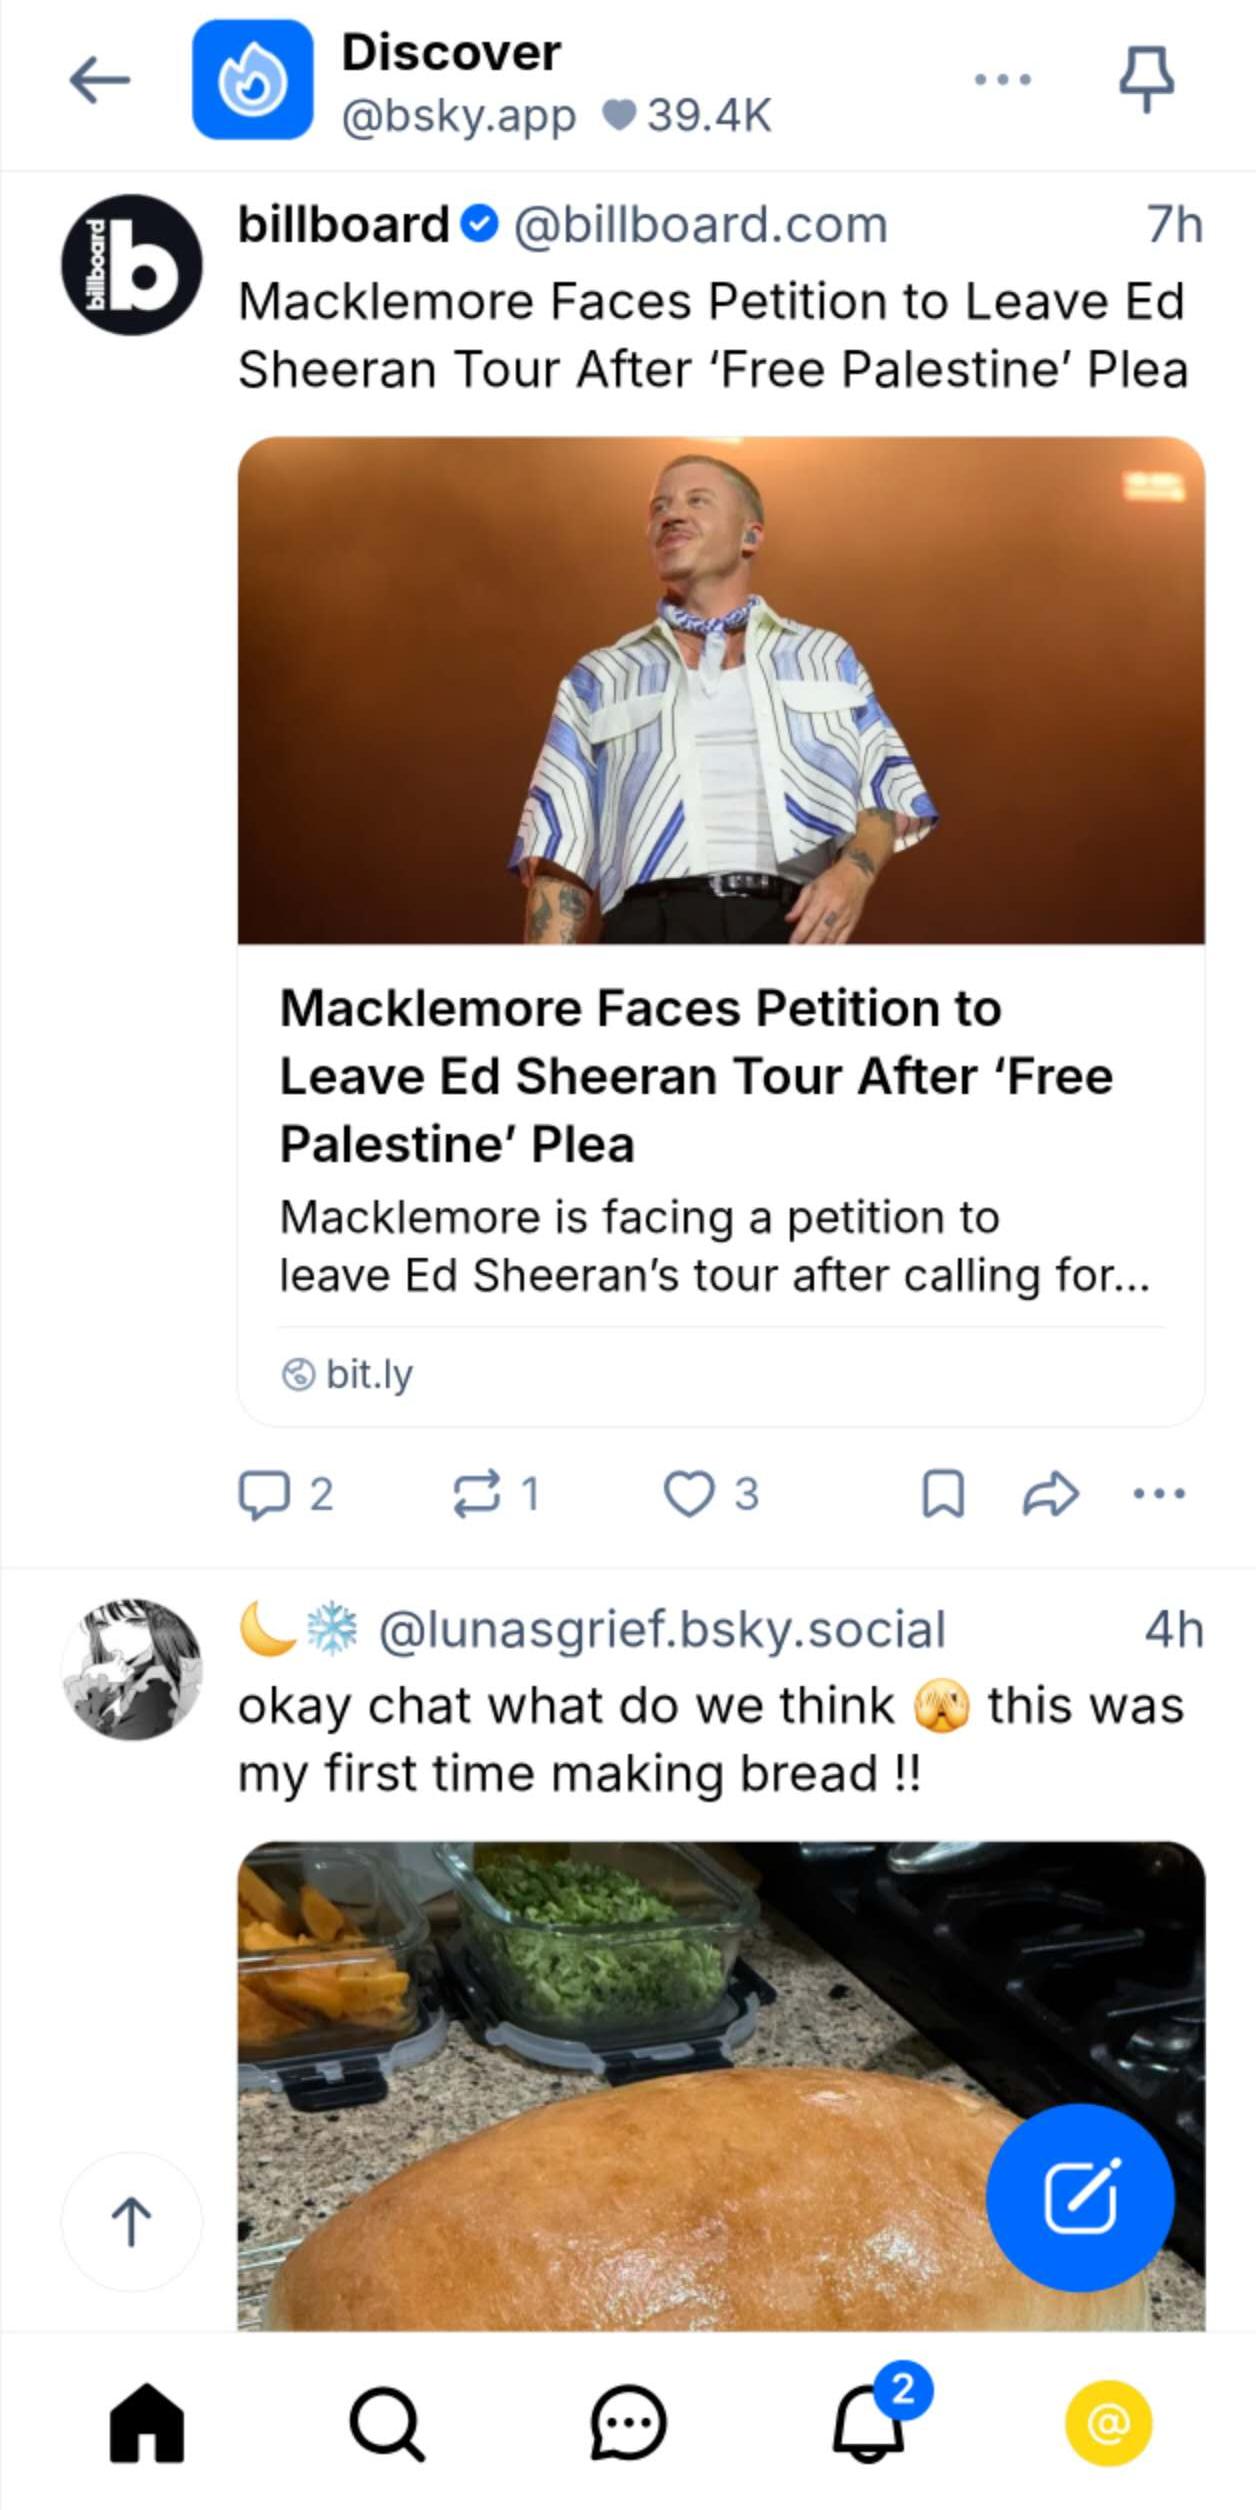 Discover
@bsky.app 39.4K
billboard
billboard @billboard.com 7h
Macklemore Faces Petition to Leave Ed
Sheeran Tour After ‘Free Palestine’ Plea
Macklemore Faces Petition to
Leave Ed Sheeran Tour After ‘Free
Palestine’ Plea
Macklemore is facing a petition to
leave Ed Sheeran’s tour after calling for...
bit.ly
2 1 3
🌙❄️ @lunasgrief.bsky.social 4h
okay chat what do we think 🫣 this was
my first time making bread !!
2
@